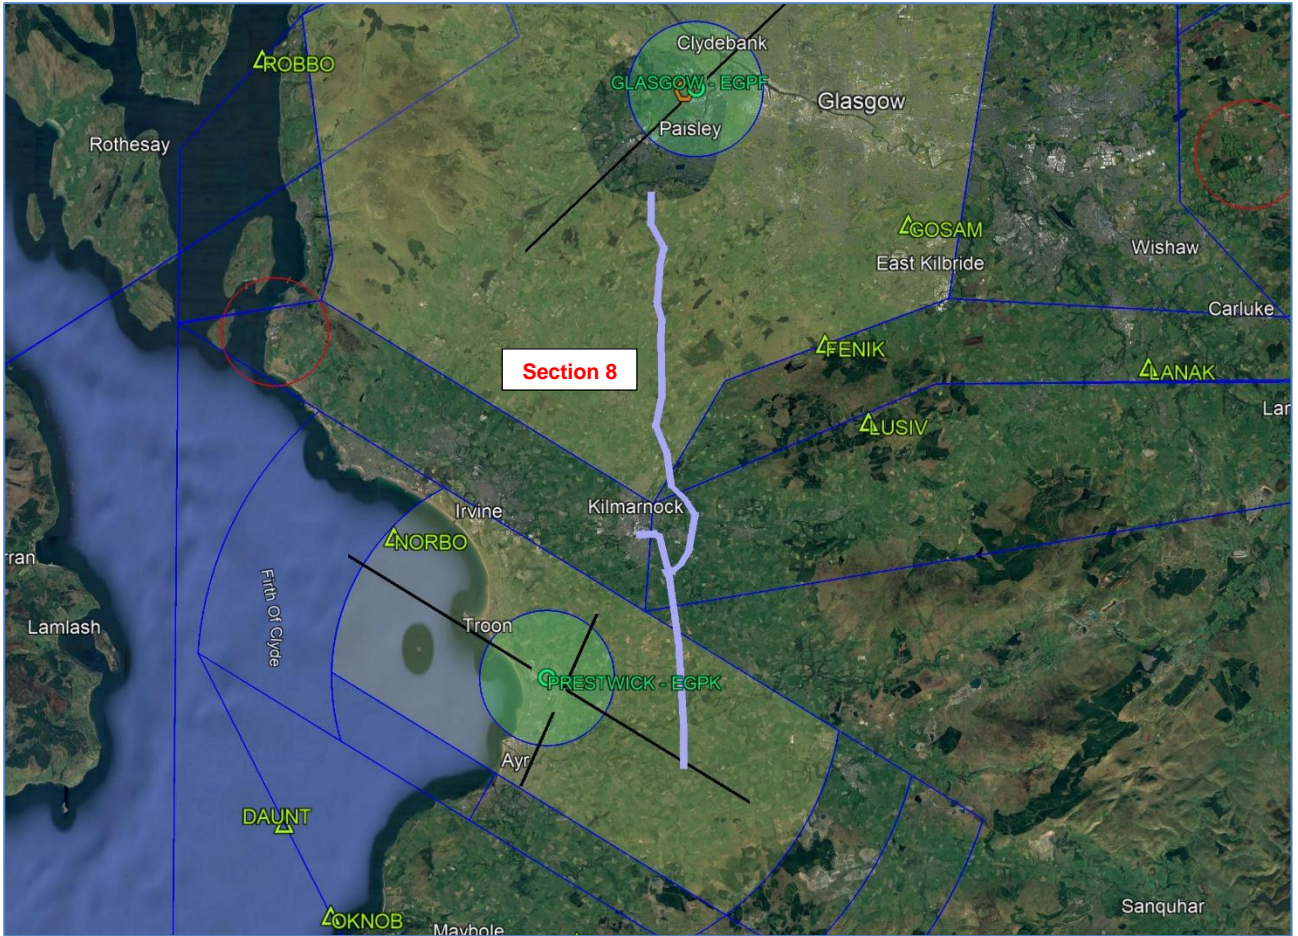 Clydebank
ROBBO
GLASGOW - EGPF
Glasgow
Paisley
Rothesay
GOSAM
Wishaw
East Kilbride
Carluke
FENIK
Section 8
LANAK
Lar
LUSIV
Irvine
Kilmarnock
NORBO
rran
Firth Of Clyde
Lamlash
Troon
PRESTWICK - EGPK
Ayr
DAUNT
Sanquhar
OKNOB
Maybole